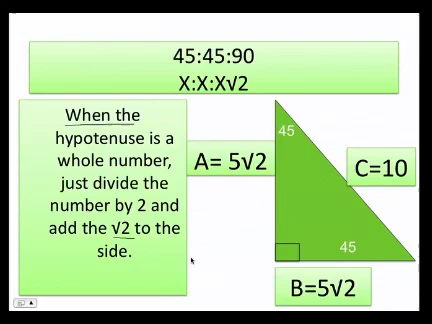 45:45:90
X:X:X√2
When the
hypotenuse is a
whole number,
just divide the
number by 2 and
add the √2 to the
side.
A= 5√2
45
C=10
45
B=5√2